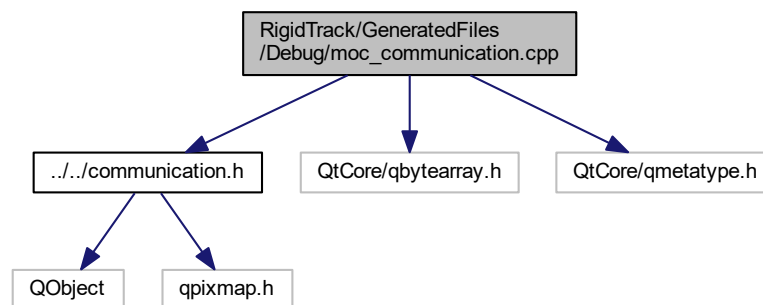 RigidTrack/GeneratedFiles
/Debug/moc_communication.cpp
../../communication.h
QtCore/qbytearray.h
QtCore/qmetatype.h
QObject
qpixmap.h